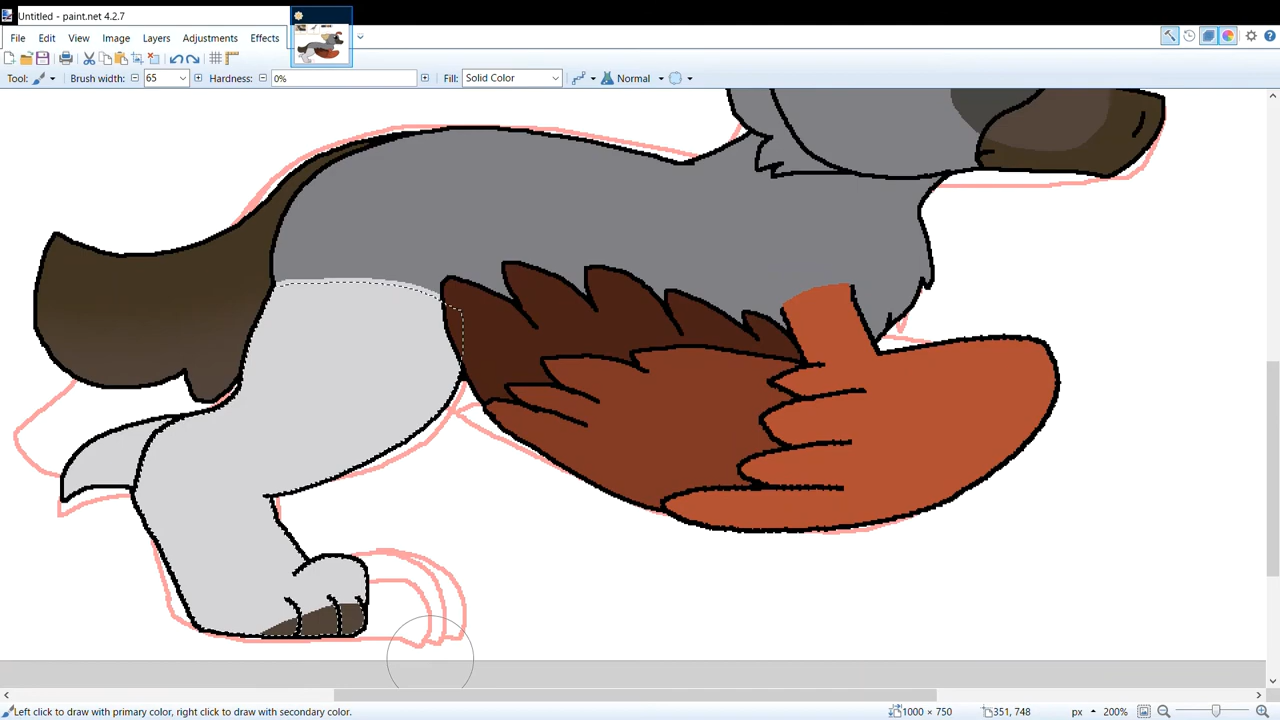 Untitled - paint.net 4.2.7
File Edit View Image Layers Adjustments Effects
Tool: Brush width: 65 Hardness: 0% Fill: Solid Color Normal
Left click to draw with primary color, right click to draw with secondary color. 1000 × 750 351, 748 px 200%